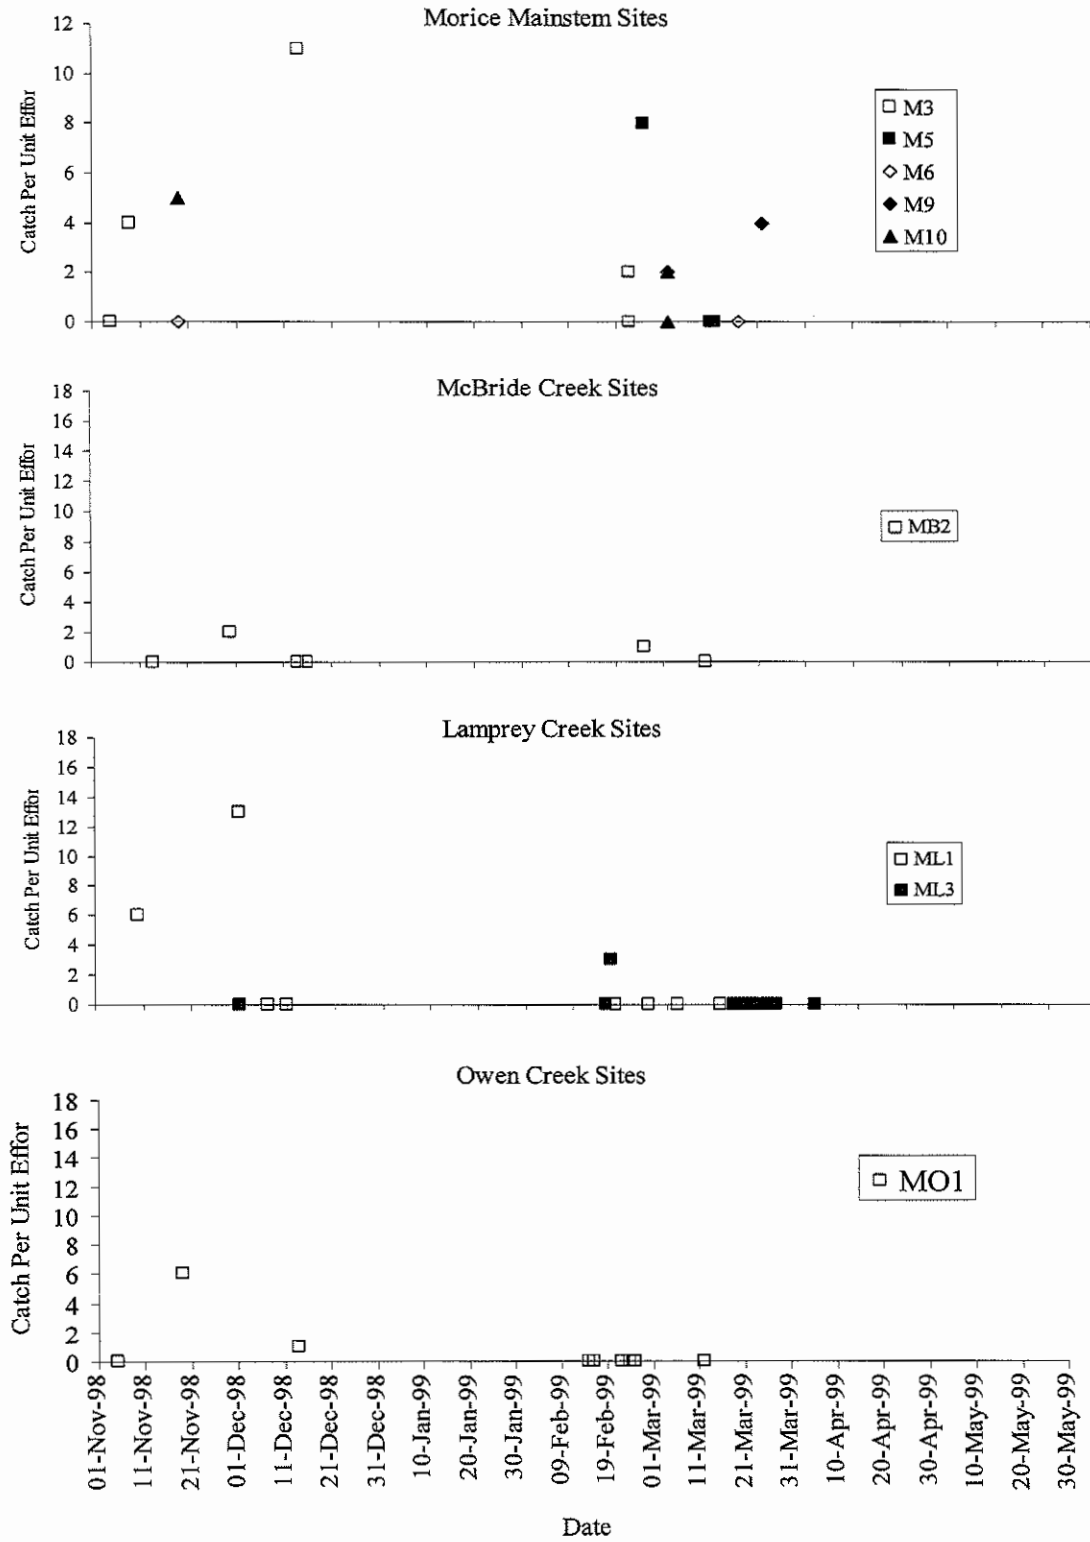 Morice Mainstem Sites
12
10
8
6
4
2
0
Catch Per Unit Effor
M3
M5
M6
M9
M10
McBride Creek Sites
18
16
14
12
10
8
6
4
2
0
Catch Per Unit Effor
MB2
Lamprey Creek Sites
18
16
14
12
10
8
6
4
2
0
Catch Per Unit Effor
ML1
ML3
Owen Creek Sites
18
16
14
12
10
8
6
4
2
0
Catch Per Unit Effor
MO1
01-Nov-98
11-Nov-98
21-Nov-98
01-Dec-98
11-Dec-98
21-Dec-98
31-Dec-98
10-Jan-99
20-Jan-99
30-Jan-99
09-Feb-99
19-Feb-99
01-Mar-99
11-Mar-99
21-Mar-99
31-Mar-99
10-Apr-99
20-Apr-99
30-Apr-99
10-May-99
20-May-99
30-May-99
Date